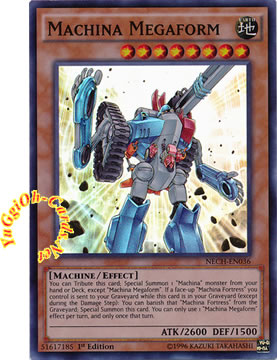 MACHINA MEGAFORM
YuGgiOh-Cards.Net
NECH-EN036
[MACHINE / EFFECT]
You can Tribute this card; Special Summon 1 "Machina" monster from
your hand or Deck, except "Machina Megaform". If a face-up "Machina Fortress" you
control is sent to your Graveyard while this card is in your Graveyard (except
during the Damage Step): You can banish that "Machina Fortress" from your
Graveyard; Special Summon this card. You can only use 1 "Machina Megaform"
effect per turn, and only once that turn.
ATK/2600 DEF/1500
51617185 1st Edition ©1996 KAZUKI TAKAHASHI